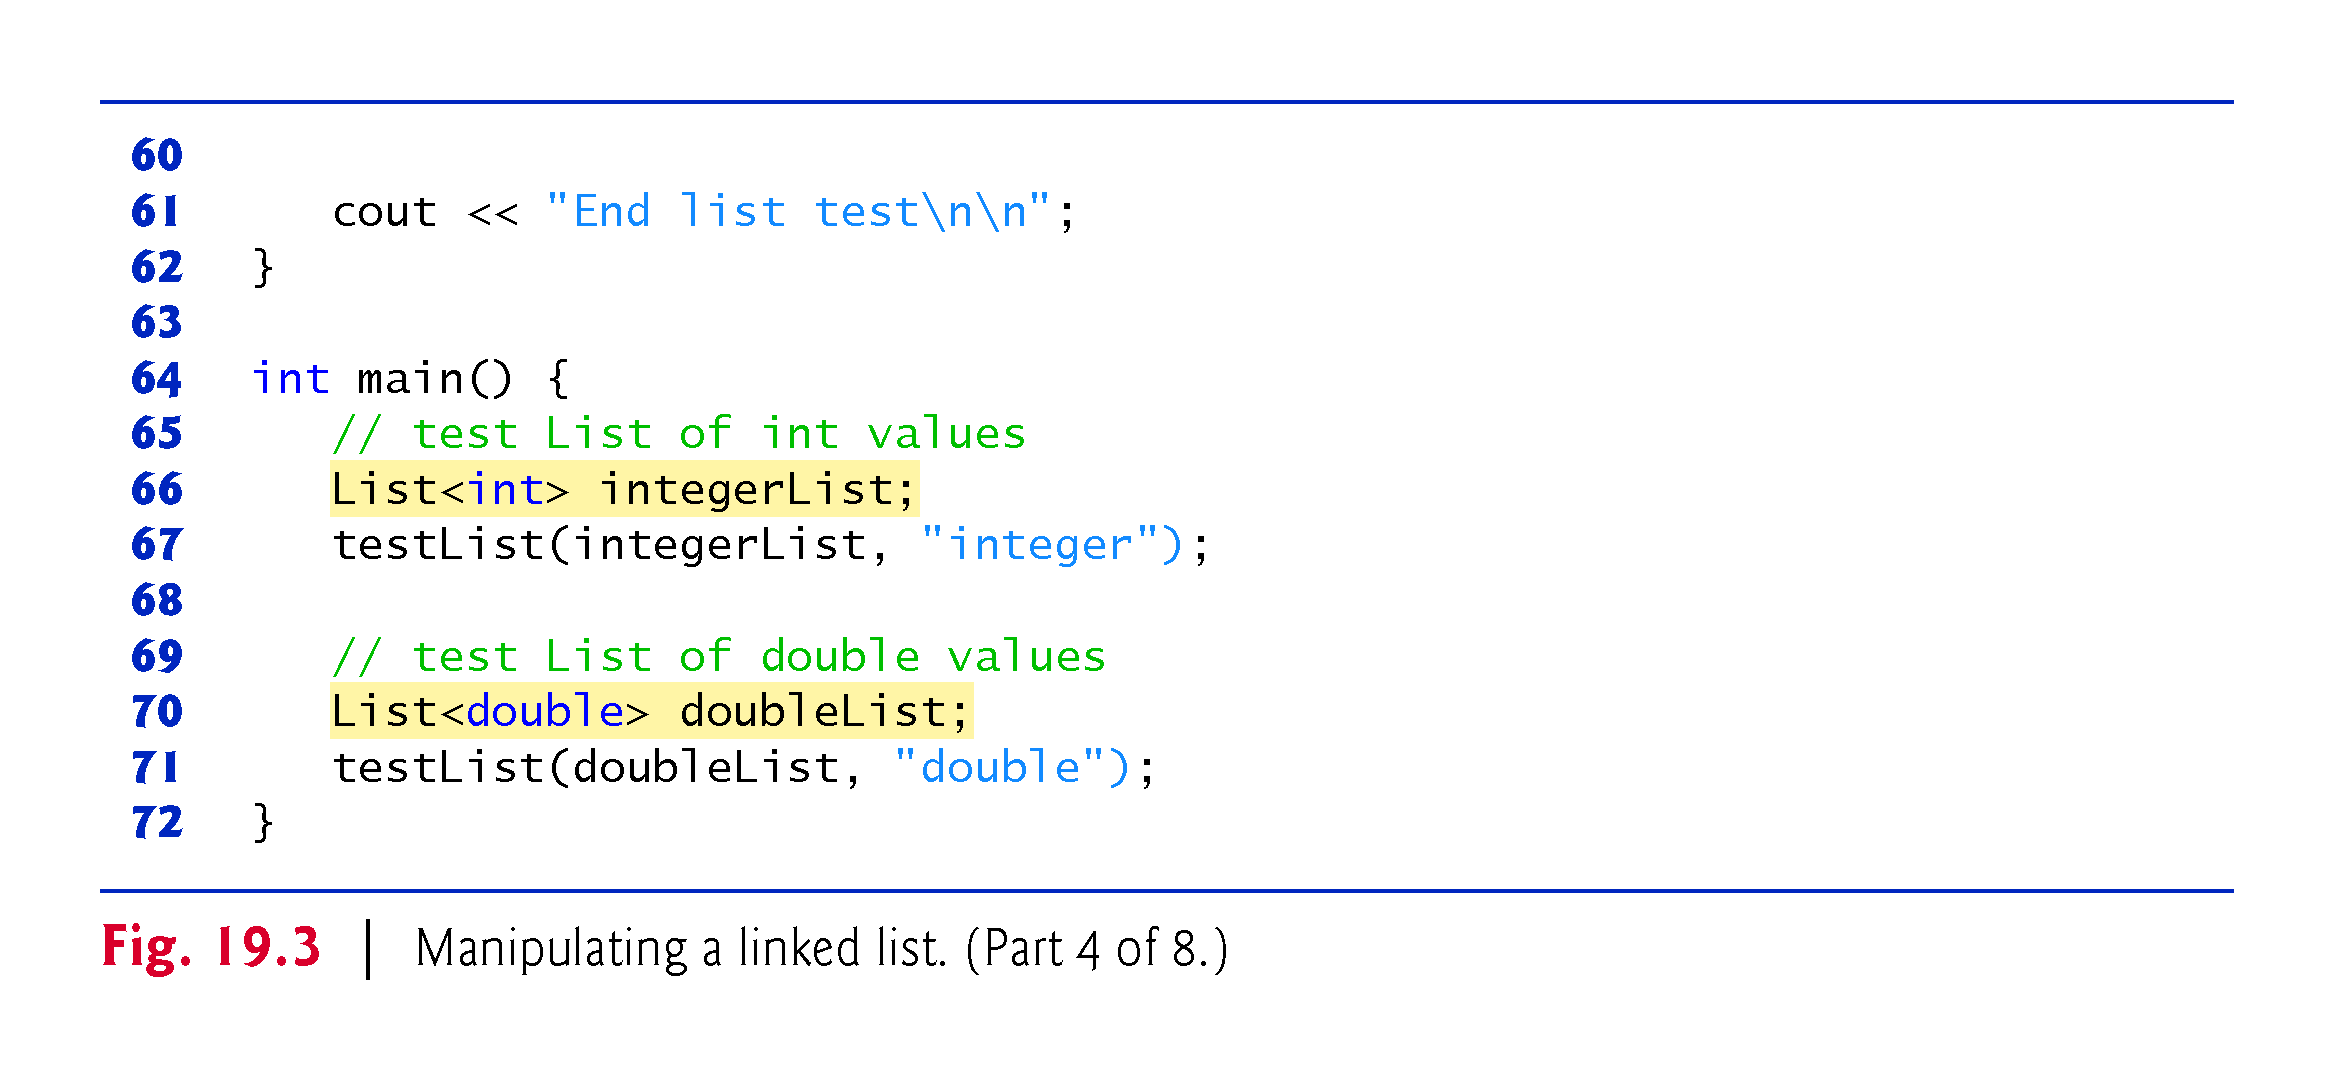 60
61    cout << "End list test\n\n";
62 }
63
64 int main() {
65    // test List of int values
66    List<int> integerList;
67    testList(integerList, "integer");
68
69    // test List of double values
70    List<double> doubleList;
71    testList(doubleList, "double");
72 }
Fig. 19.3 | Manipulating a linked list. (Part 4 of 8.)